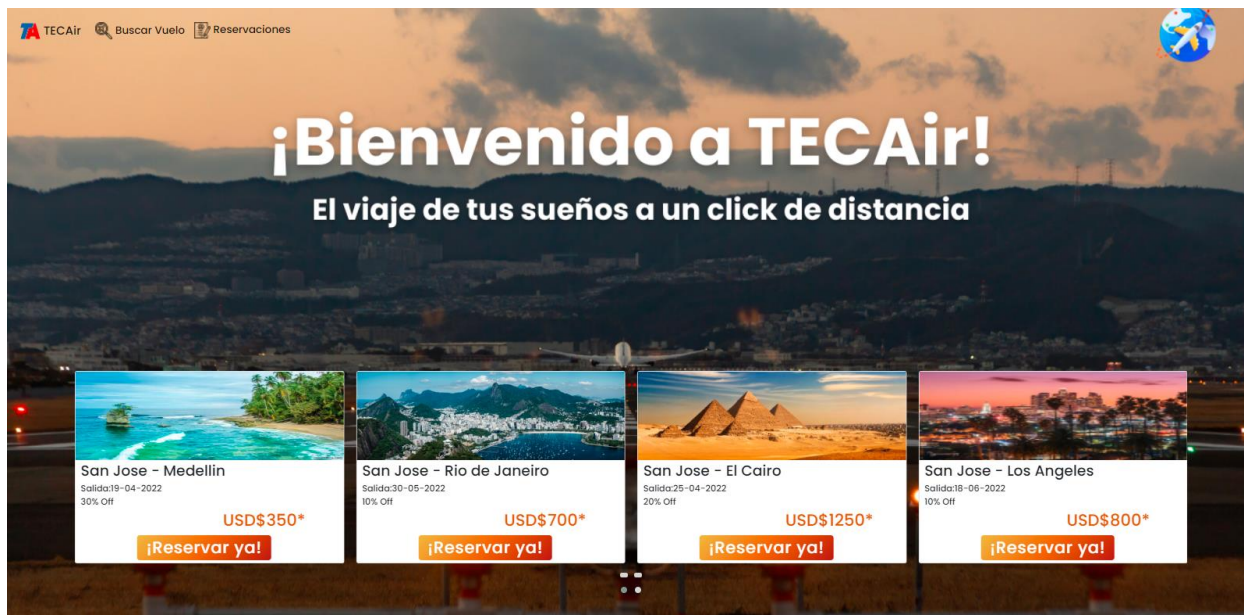 TA TECAir Buscar Vuelo Reservaciones
¡Bienvenido a TECAir!
El viaje de tus sueños a un click de distancia
San Jose - Medellin
Salida:19-04-2022
30% Off
USD$350*
¡Reservar ya!
San Jose - Rio de Janeiro
Salida:30-05-2022
10% Off
USD$700*
¡Reservar ya!
San Jose - El Cairo
Salida:25-04-2022
20% Off
USD$1250*
¡Reservar ya!
San Jose - Los Angeles
Salida:18-06-2022
10% Off
USD$800*
¡Reservar ya!